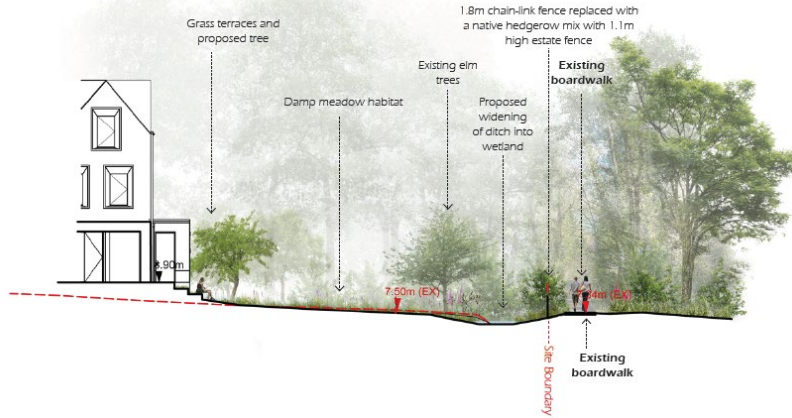 1.8m chain-link fence replaced with
a native hedgerow mix with 1.1m
high estate fence
Grass terraces and
proposed tree
Existing elm
trees
Existing
boardwalk
Damp meadow habitat
Proposed
widening
of ditch into
wetland
.90m
7.50m (EX)
4m (EX)
Site Boundary
Existing
boardwalk